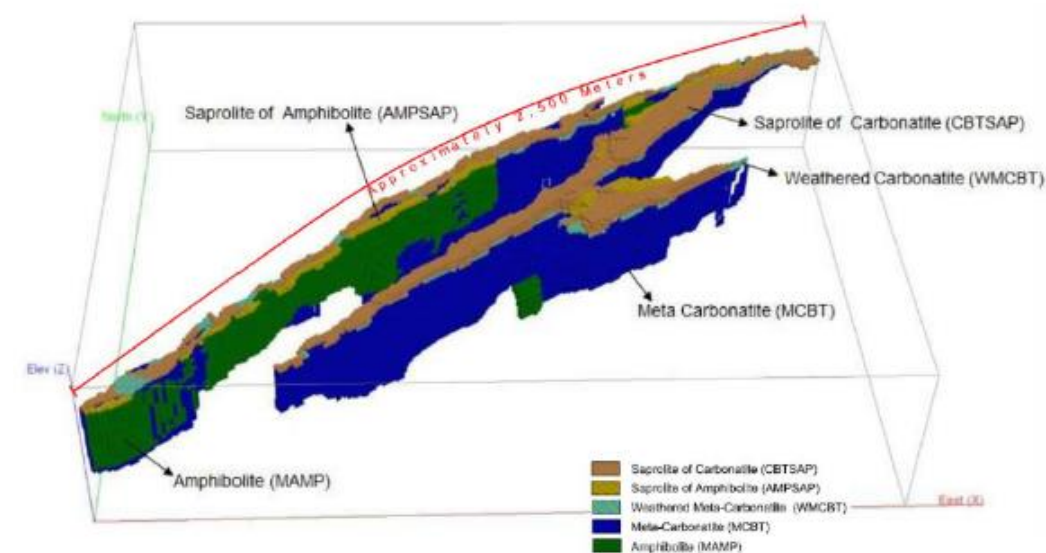 North (Y)
Saprolite of Amphibolite (AMPSAP)
Approximately 2,500 Meters
Saprolite of Carbonatite (CBTSAP)
Weathered Carbonatite (WMCBT)
Meta Carbonatite (MCBT)
Elev (Z)
Amphibolite (MAMP)
East (X)
Saprolite of Carbonatite (CBTSAP)
Saprolite of Amphibolite (AMPSAP)
Weathered Meta-Carbonatite (WMCBT)
Meta-Carbonatite (MCBT)
Amphibolite (MAMP)